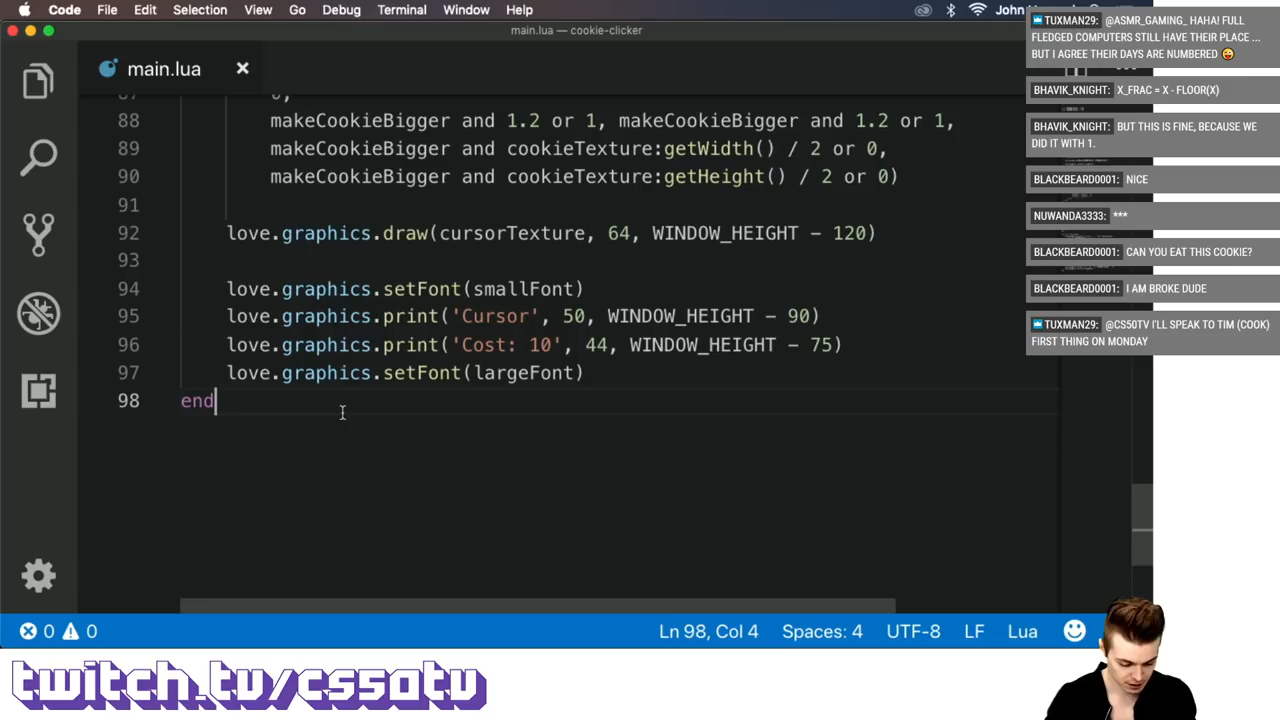 Code File Edit Selection View Go Debug Terminal Window Help
main.lua — cookie-clicker
main.lua
88 makeCookieBigger and 1.2 or 1, makeCookieBigger and 1.2 or 1,
89 makeCookieBigger and cookieTexture:getWidth() / 2 or 0,
90 makeCookieBigger and cookieTexture:getHeight() / 2 or 0)
91
92 love.graphics.draw(cursorTexture, 64, WINDOW_HEIGHT - 120)
93
94 love.graphics.setFont(smallFont)
95 love.graphics.print('Cursor', 50, WINDOW_HEIGHT - 90)
96 love.graphics.print('Cost: 10', 44, WINDOW_HEIGHT - 75)
97 love.graphics.setFont(largeFont)
98 end
0 0
Ln 98, Col 4 Spaces: 4 UTF-8 LF Lua
twitch.tv/cs50tv
TUXMAN29: @ASMR_GAMING_ HAHA! FULL
FLEDGED COMPUTERS STILL HAVE THEIR PLACE ...
BUT I AGREE THEIR DAYS ARE NUMBERED 😜
BHAVIK_KNIGHT: X_FRAC = X - FLOOR(X)
BHAVIK_KNIGHT: BUT THIS IS FINE, BECAUSE WE
DID IT WITH 1.
BLACKBEARD0001: NICE
NUWANDA3333: ***
BLACKBEARD0001: CAN YOU EAT THIS COOKIE?
BLACKBEARD0001: I AM BROKE DUDE
TUXMAN29: @CS50TV I'LL SPEAK TO TIM (COOK)
FIRST THING ON MONDAY